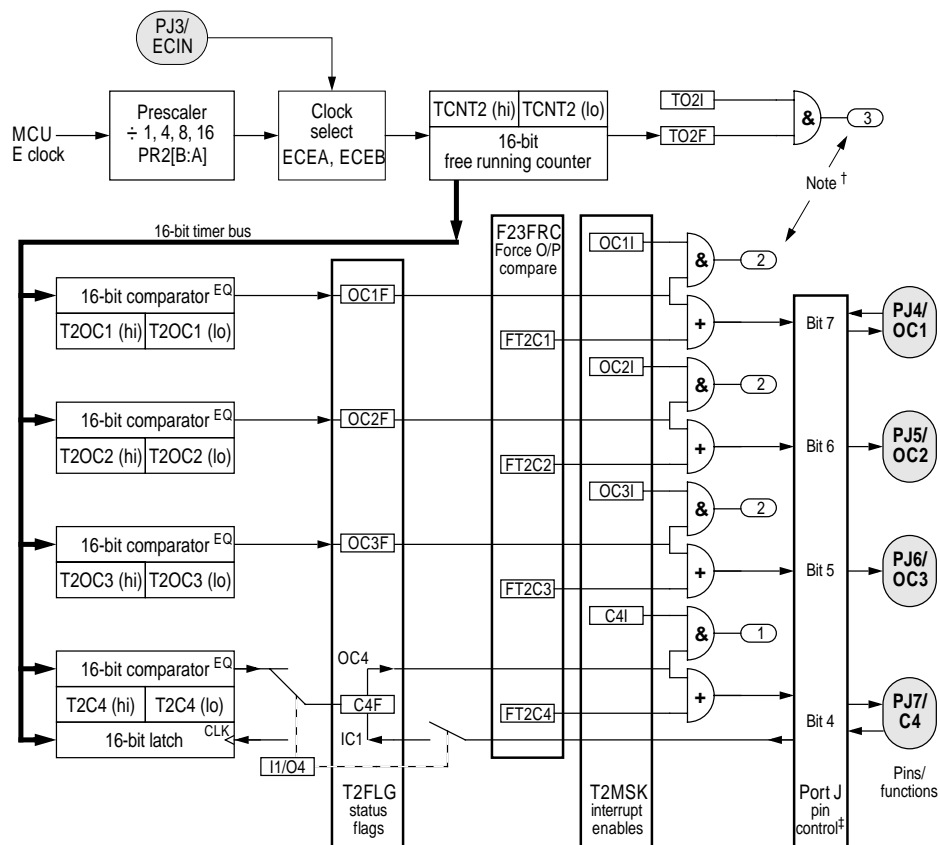 PJ3/
ECIN
MCU
E clock
Prescaler
÷ 1, 4, 8, 16
PR2[B:A]
Clock
select
ECEA, ECEB
TCNT2 (hi) TCNT2 (lo)
16-bit
free running counter
TO2I
TO2F
&
3
Note †
16-bit timer bus
F23FRC
Force O/P
compare
OC1I
&
2
16-bit comparator EQ
T2OC1 (hi) T2OC1 (lo)
OC1F
FT2C1
+
Bit 7
PJ4/
OC1
OC2I
&
2
16-bit comparator EQ
T2OC2 (hi) T2OC2 (lo)
OC2F
FT2C2
+
Bit 6
PJ5/
OC2
OC3I
&
2
16-bit comparator EQ
T2OC3 (hi) T2OC3 (lo)
OC3F
FT2C3
+
Bit 5
PJ6/
OC3
C4I
&
1
16-bit comparator EQ
T2C4 (hi) T2C4 (lo)
16-bit latch CLK
OC4
C4F
IC1
I1/O4
FT2C4
+
Bit 4
PJ7/
C4
Pins/
functions
T2FLG
status
flags
T2MSK
interrupt
enables
Port J
pin
control‡